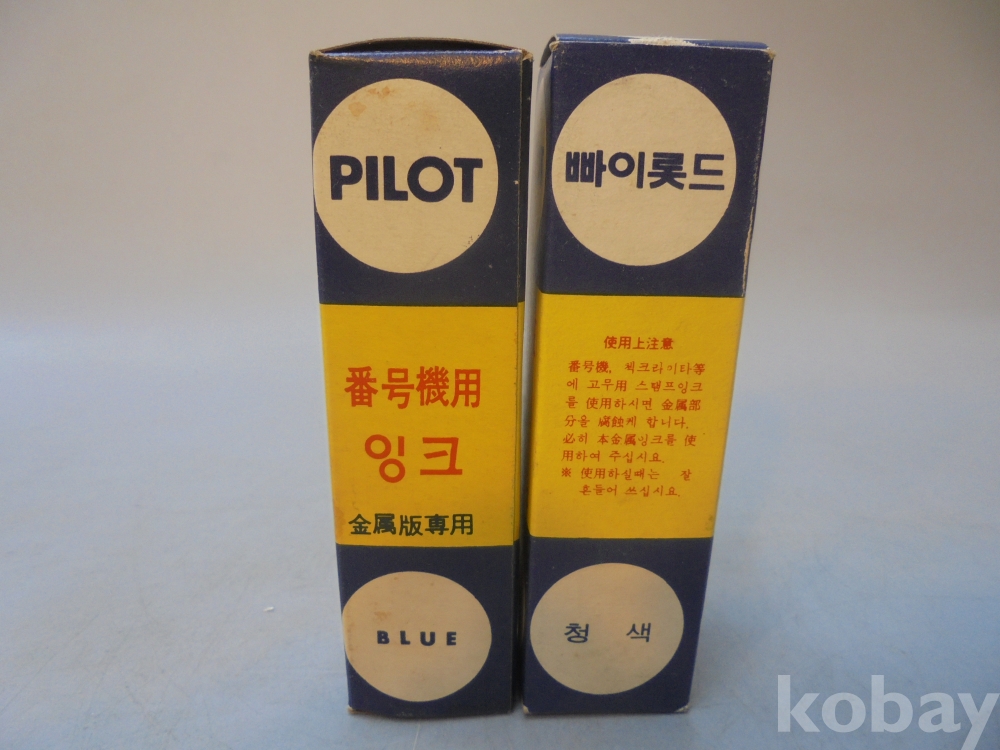 PILOT
番号機用
잉크
金属版専用
BLUE
빠이롯드
使用上注意
番号機, 첵크라이타等
에 고무用 스탬프잉크
를 使用하시면 金属部
分을 腐蝕케 합니다.
必히 本金属잉크를 使
用하여 주십시요.
※ 使用하실때는 잘
흔들어 쓰십시요.
청 색
kobay